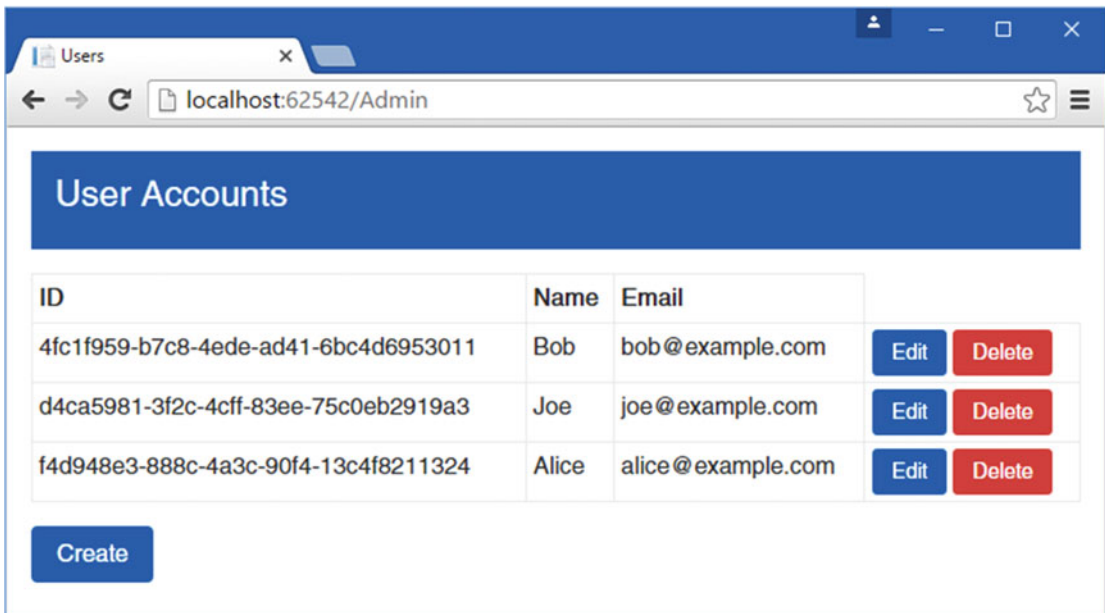 Users
localhost:62542/Admin
User Accounts
ID Name Email
4fc1f959-b7c8-4ede-ad41-6bc4d6953011 Bob bob@example.com Edit Delete
d4ca5981-3f2c-4cff-83ee-75c0eb2919a3 Joe joe@example.com Edit Delete
f4d948e3-888c-4a3c-90f4-13c4f8211324 Alice alice@example.com Edit Delete
Create